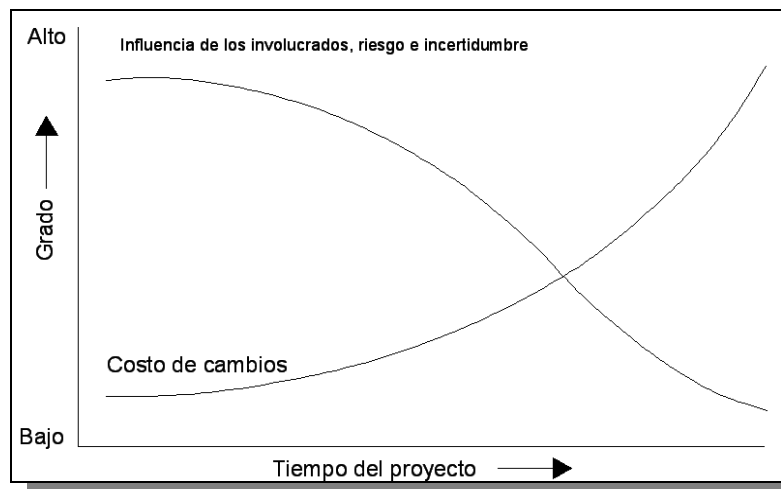 Alto
Influencia de los involucrados, riesgo e incertidumbre
Grado
Costo de cambios
Bajo
Tiempo del proyecto